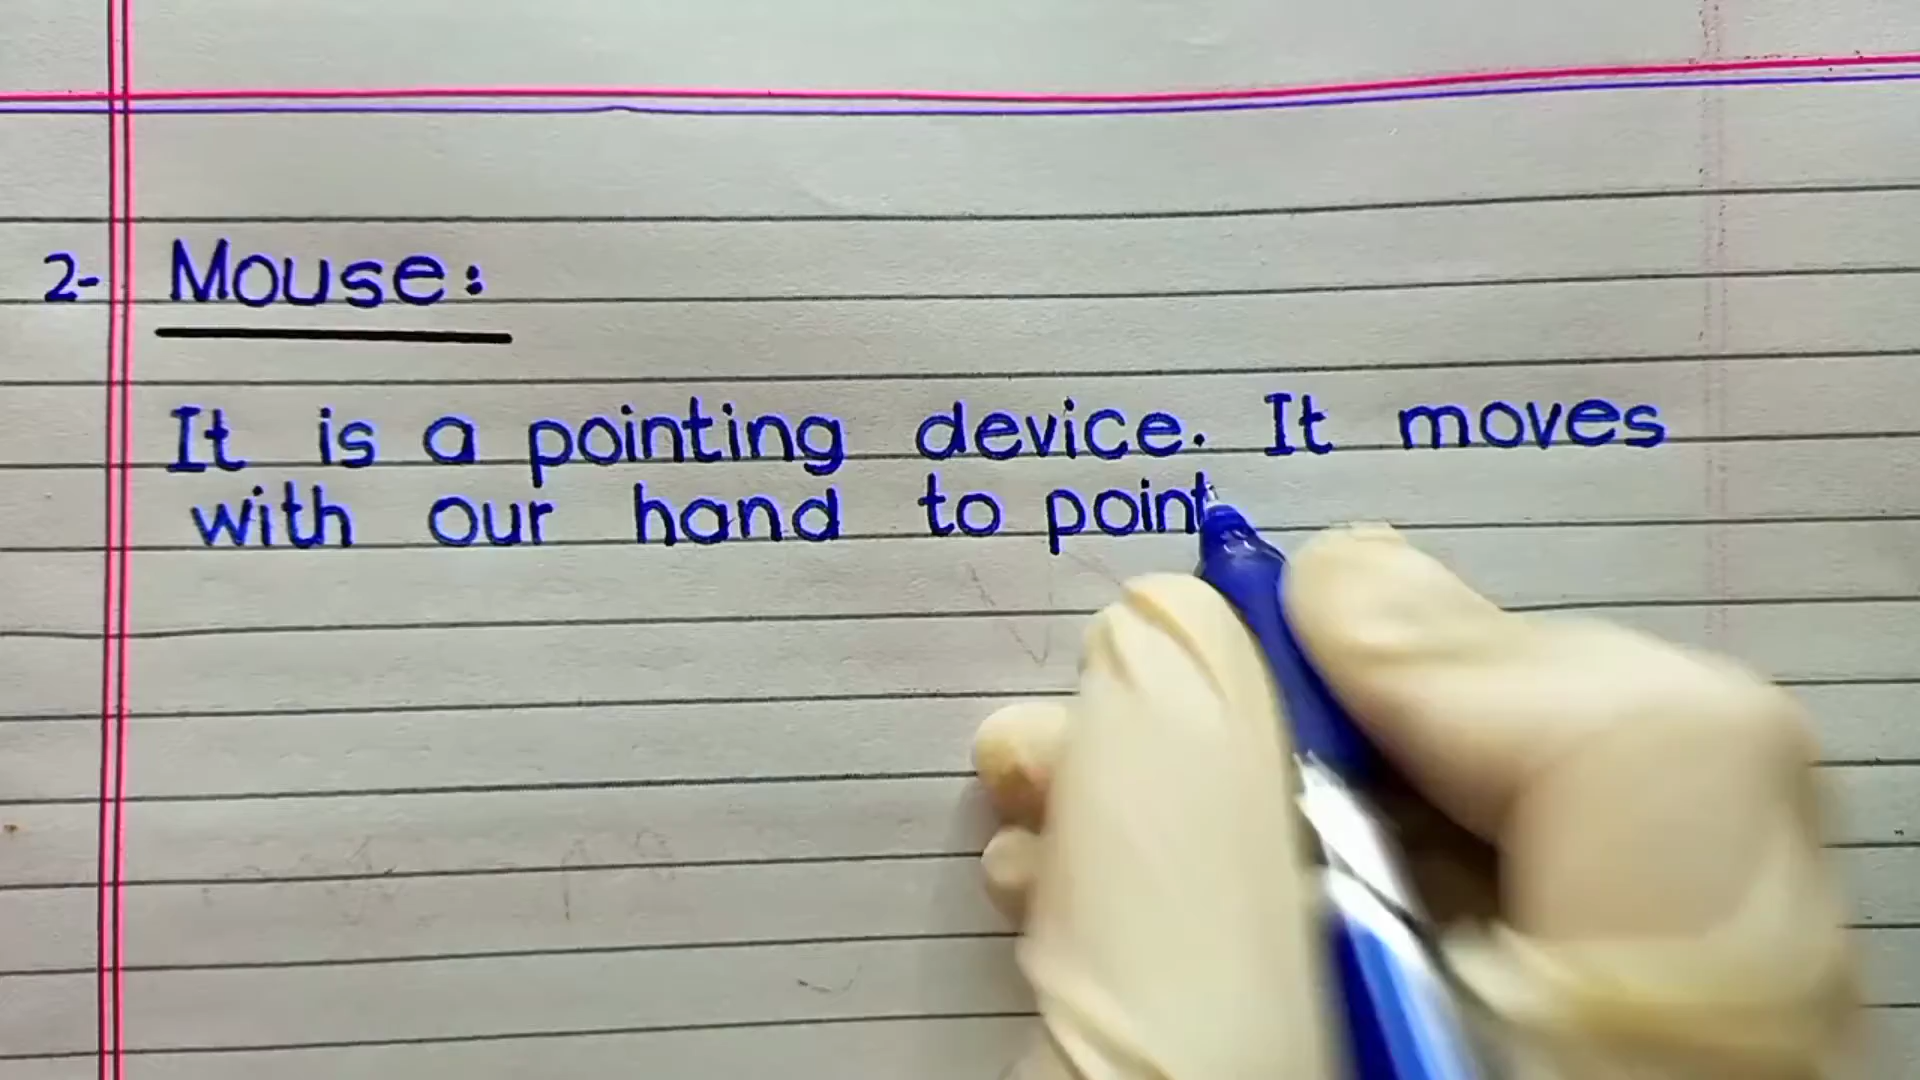 2- Mouse:
It is a pointing device. It moves
with our hand to point